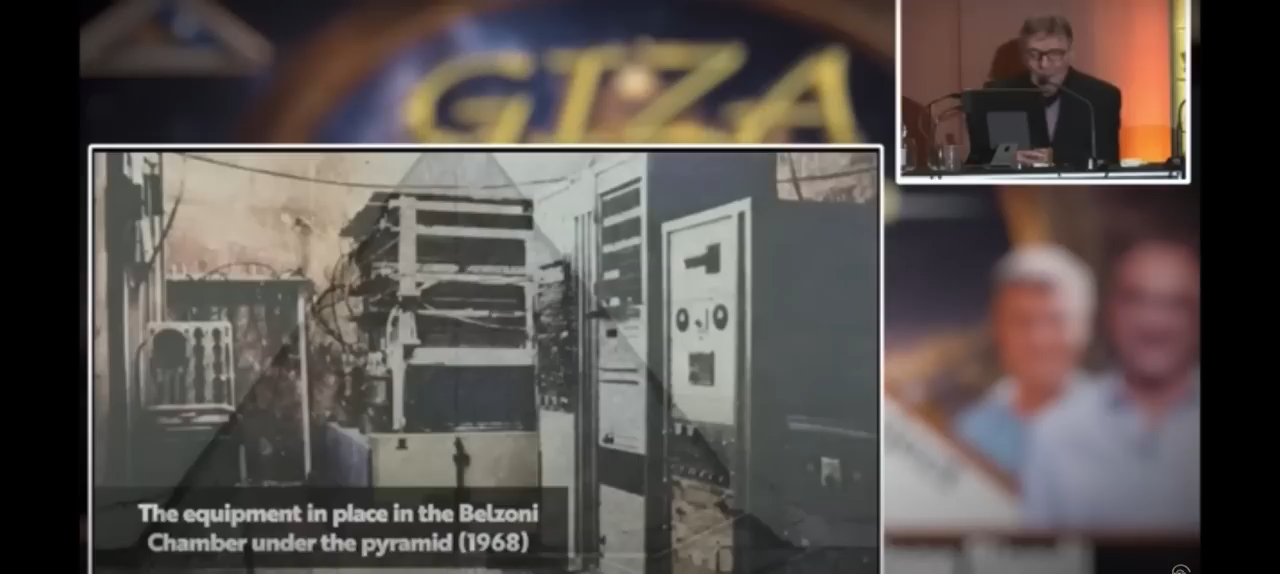 GIZA
The equipment in place in the Belzoni
Chamber under the pyramid (1968)